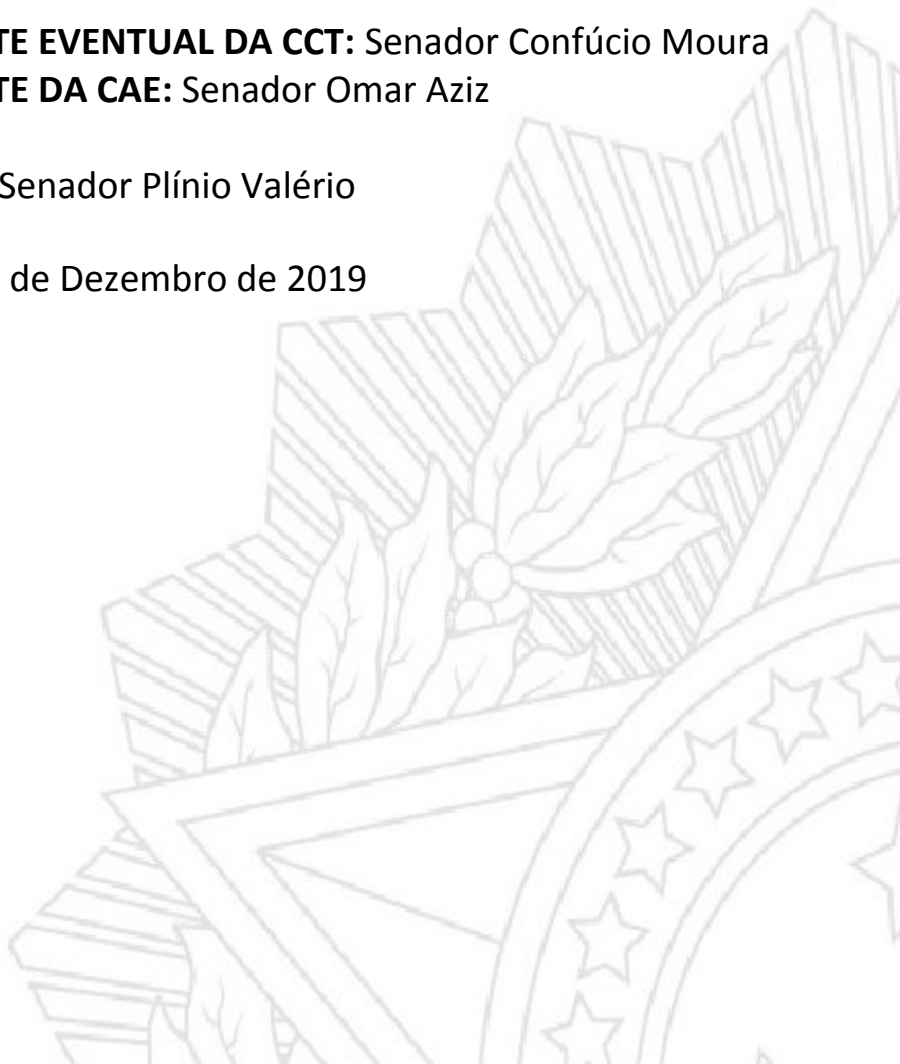 TE EVENTUAL DA CCT: Senador Confúcio Moura
TE DA CAE: Senador Omar Aziz
Senador Plínio Valério
de Dezembro de 2019